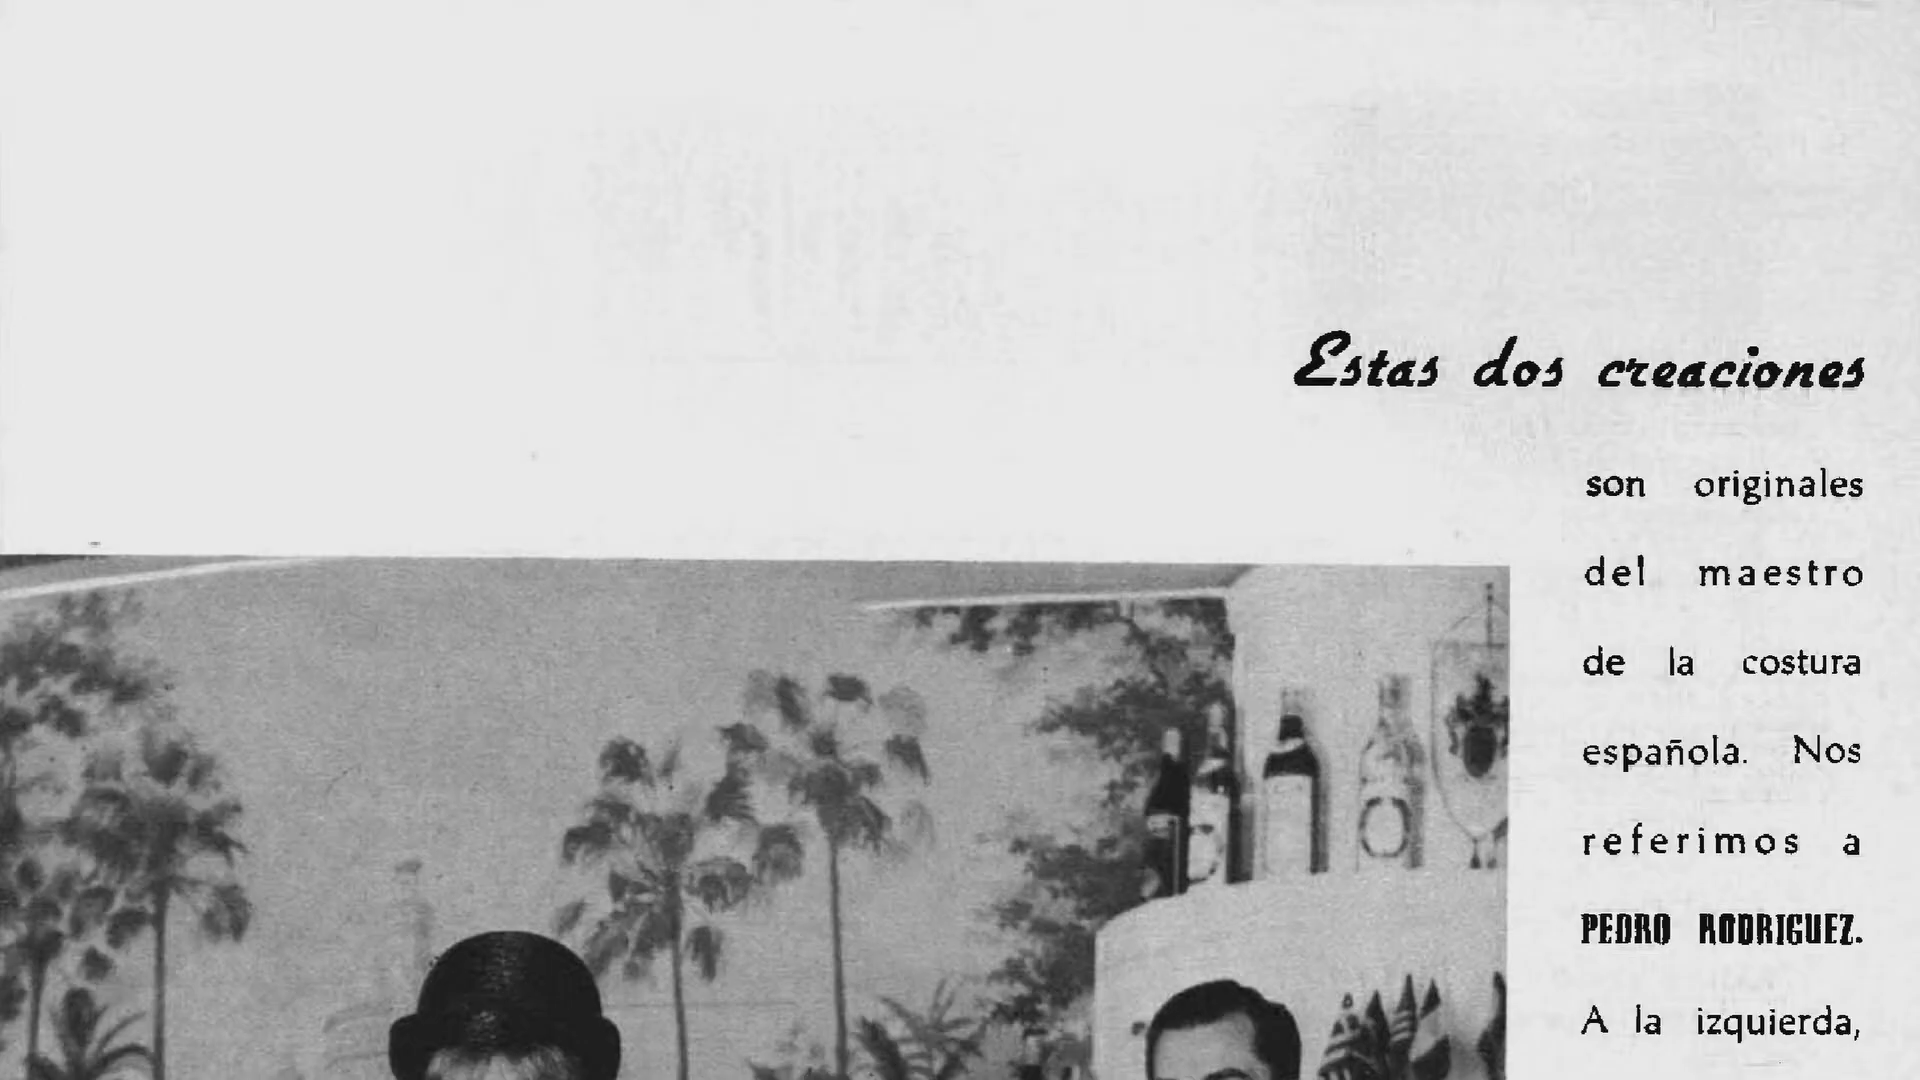 Estas dos creaciones
son originales
del maestro
de la costura
española. Nos
referimos a
PEDRO RODRIGUEZ.
A la izquierda,